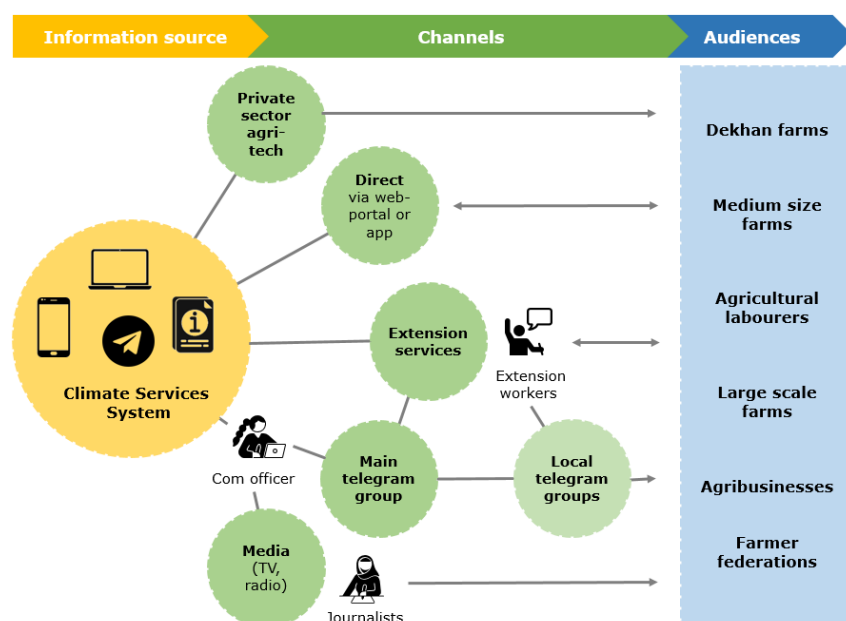 Information source
Channels
Audiences
Private
sector
agri-
tech
Direct
via web-
portal or
app
Climate Services
System
Extension
services
Extension
workers
Com officer
Main
telegram
group
Local
telegram
groups
Media
(TV,
radio)
Journalists
Dekhan farms
Medium size
farms
Agricultural
labourers
Large scale
farms
Agribusinesses
Farmer
federations